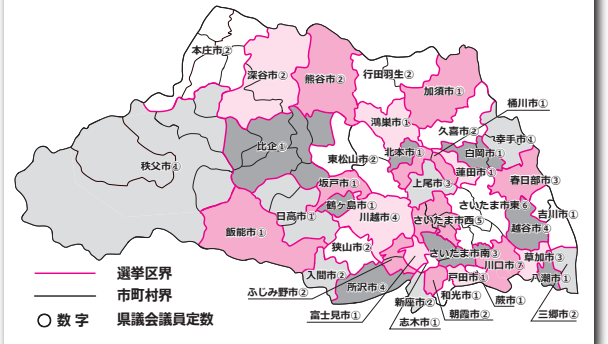 本庄市②
深谷市②
熊谷市②
行田羽生②
加須市①
桶川市①
鴻巣市①
久喜市②
幸手市④
秩父市④
比企①
東松山市②
北本市①
白岡市①
蓮田市①
坂戸市①
上尾市③
春日部市③
鶴ヶ島市①
さいたま市東⑥
日高市①
川越市④
さいたま市西⑤
吉川市①
越谷市④
飯能市①
狭山市②
さいたま市南③
草加市③
川口市⑦
入間市②
所沢市④
戸田市①
八潮市①
ふじみ野市②
新座市②
和光市①
蕨市①
富士見市①
朝霞市②
三郷市②
志木市①
選挙区界
市町村界
数字 県議会議員定数